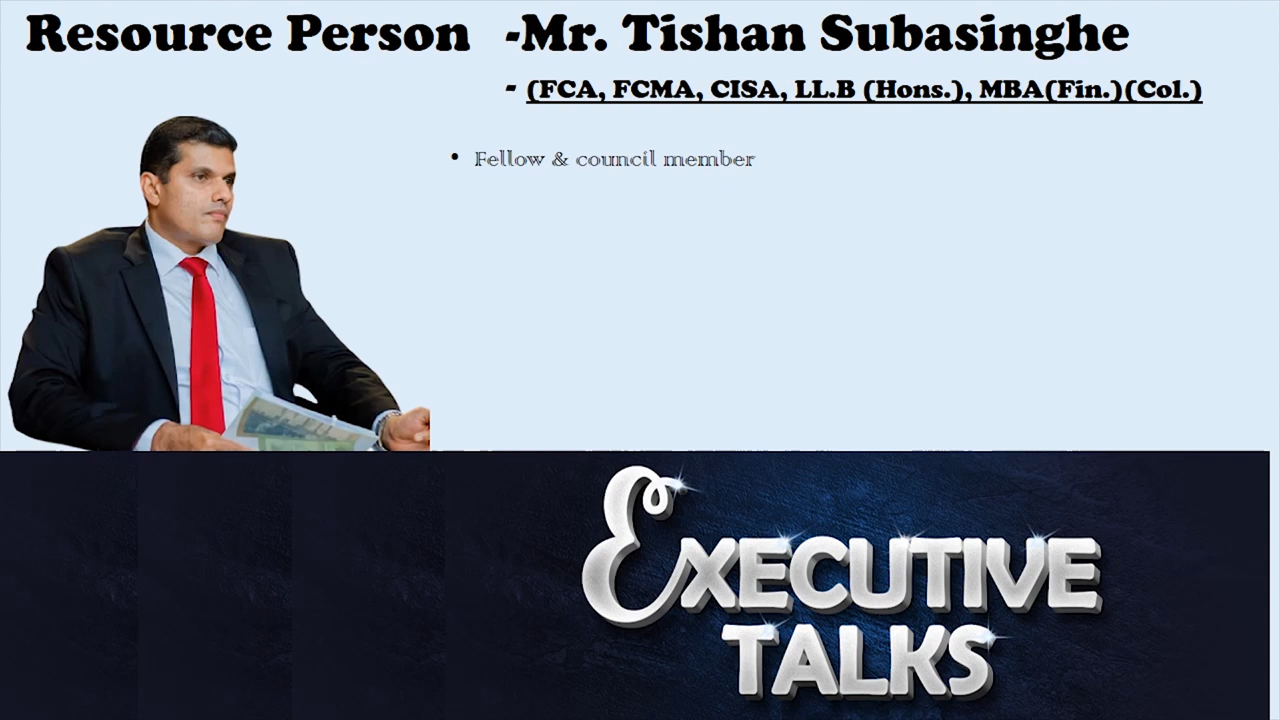 Resource Person -Mr. Tishan Subasinghe
- (FCA, FCMA, CISA, LL.B (Hons.), MBA(Fin.)(Col.)
• Fellow & council member
EXECUTIVE
TALKS